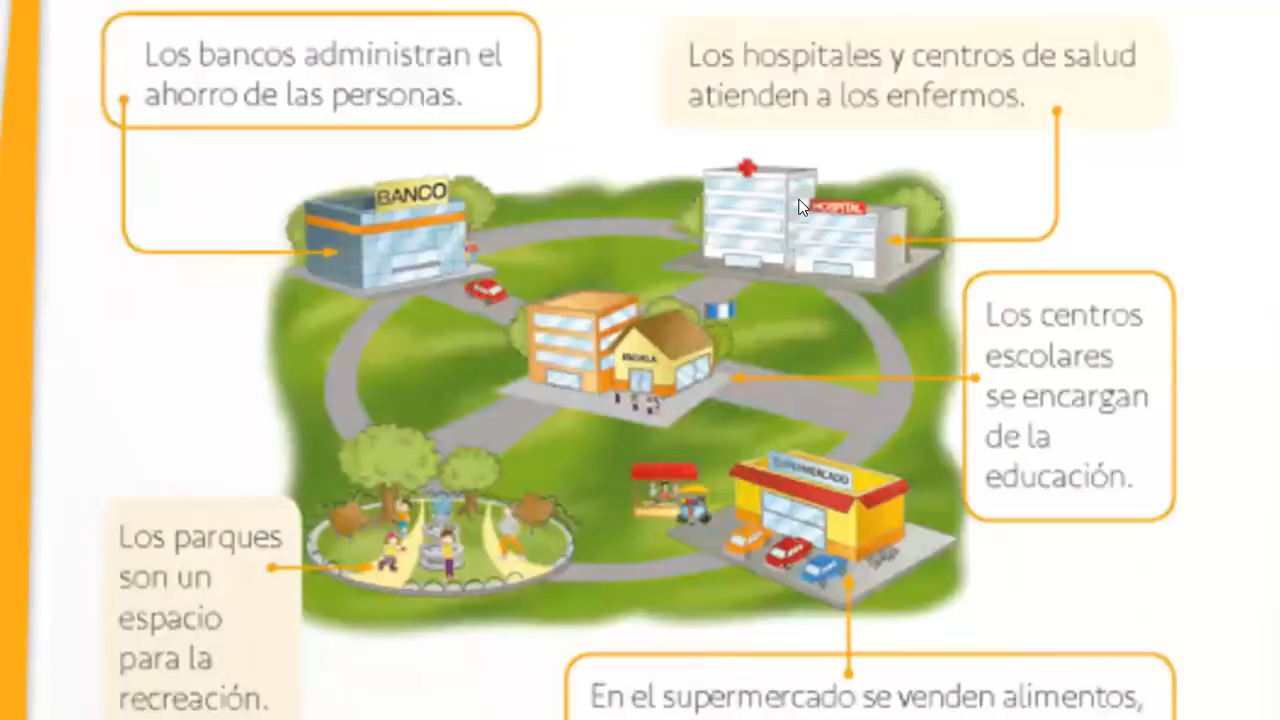 Los bancos administran el
ahorro de las personas.
Los hospitales y centros de salud
atienden a los enfermos.
BANCO
HOSPITAL
Los centros
escolares
se encargan
de la
educación.
ESCUELA
SUPERMERCADO
Los parques
son un
espacio
para la
recreación.
En el supermercado se venden alimentos,